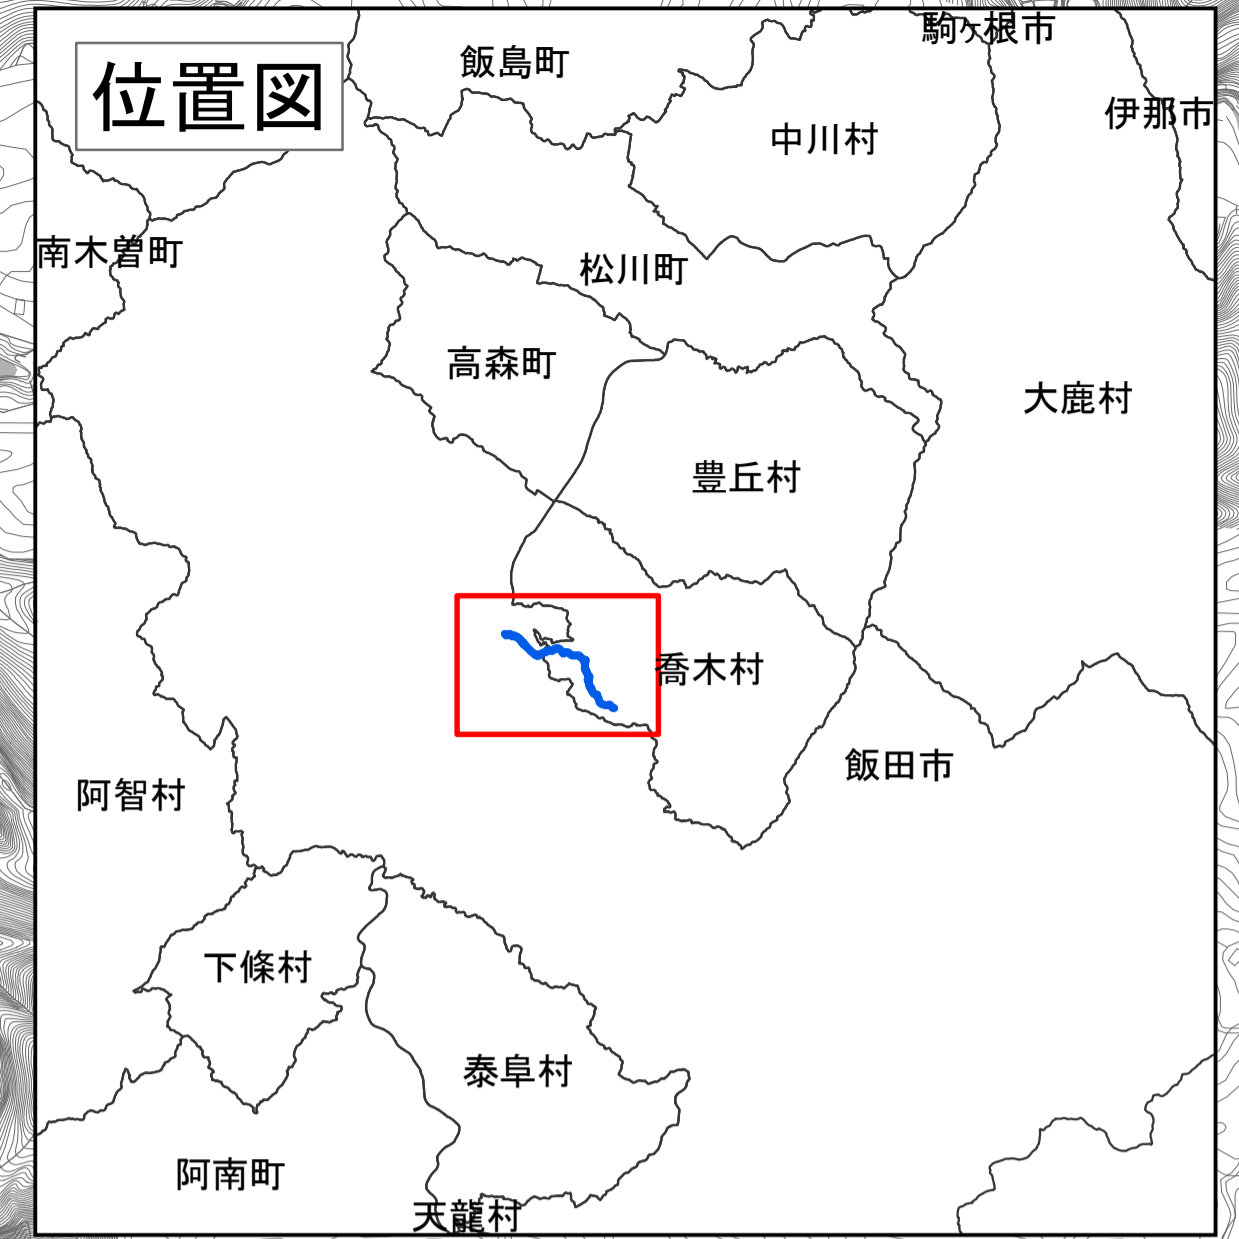 駒ヶ根市
飯島町
位置図
伊那市
中川村
南木曽町
松川町
高森町
大鹿村
豊丘村
喬木村
飯田市
阿智村
下條村
泰阜村
阿南町
天龍村